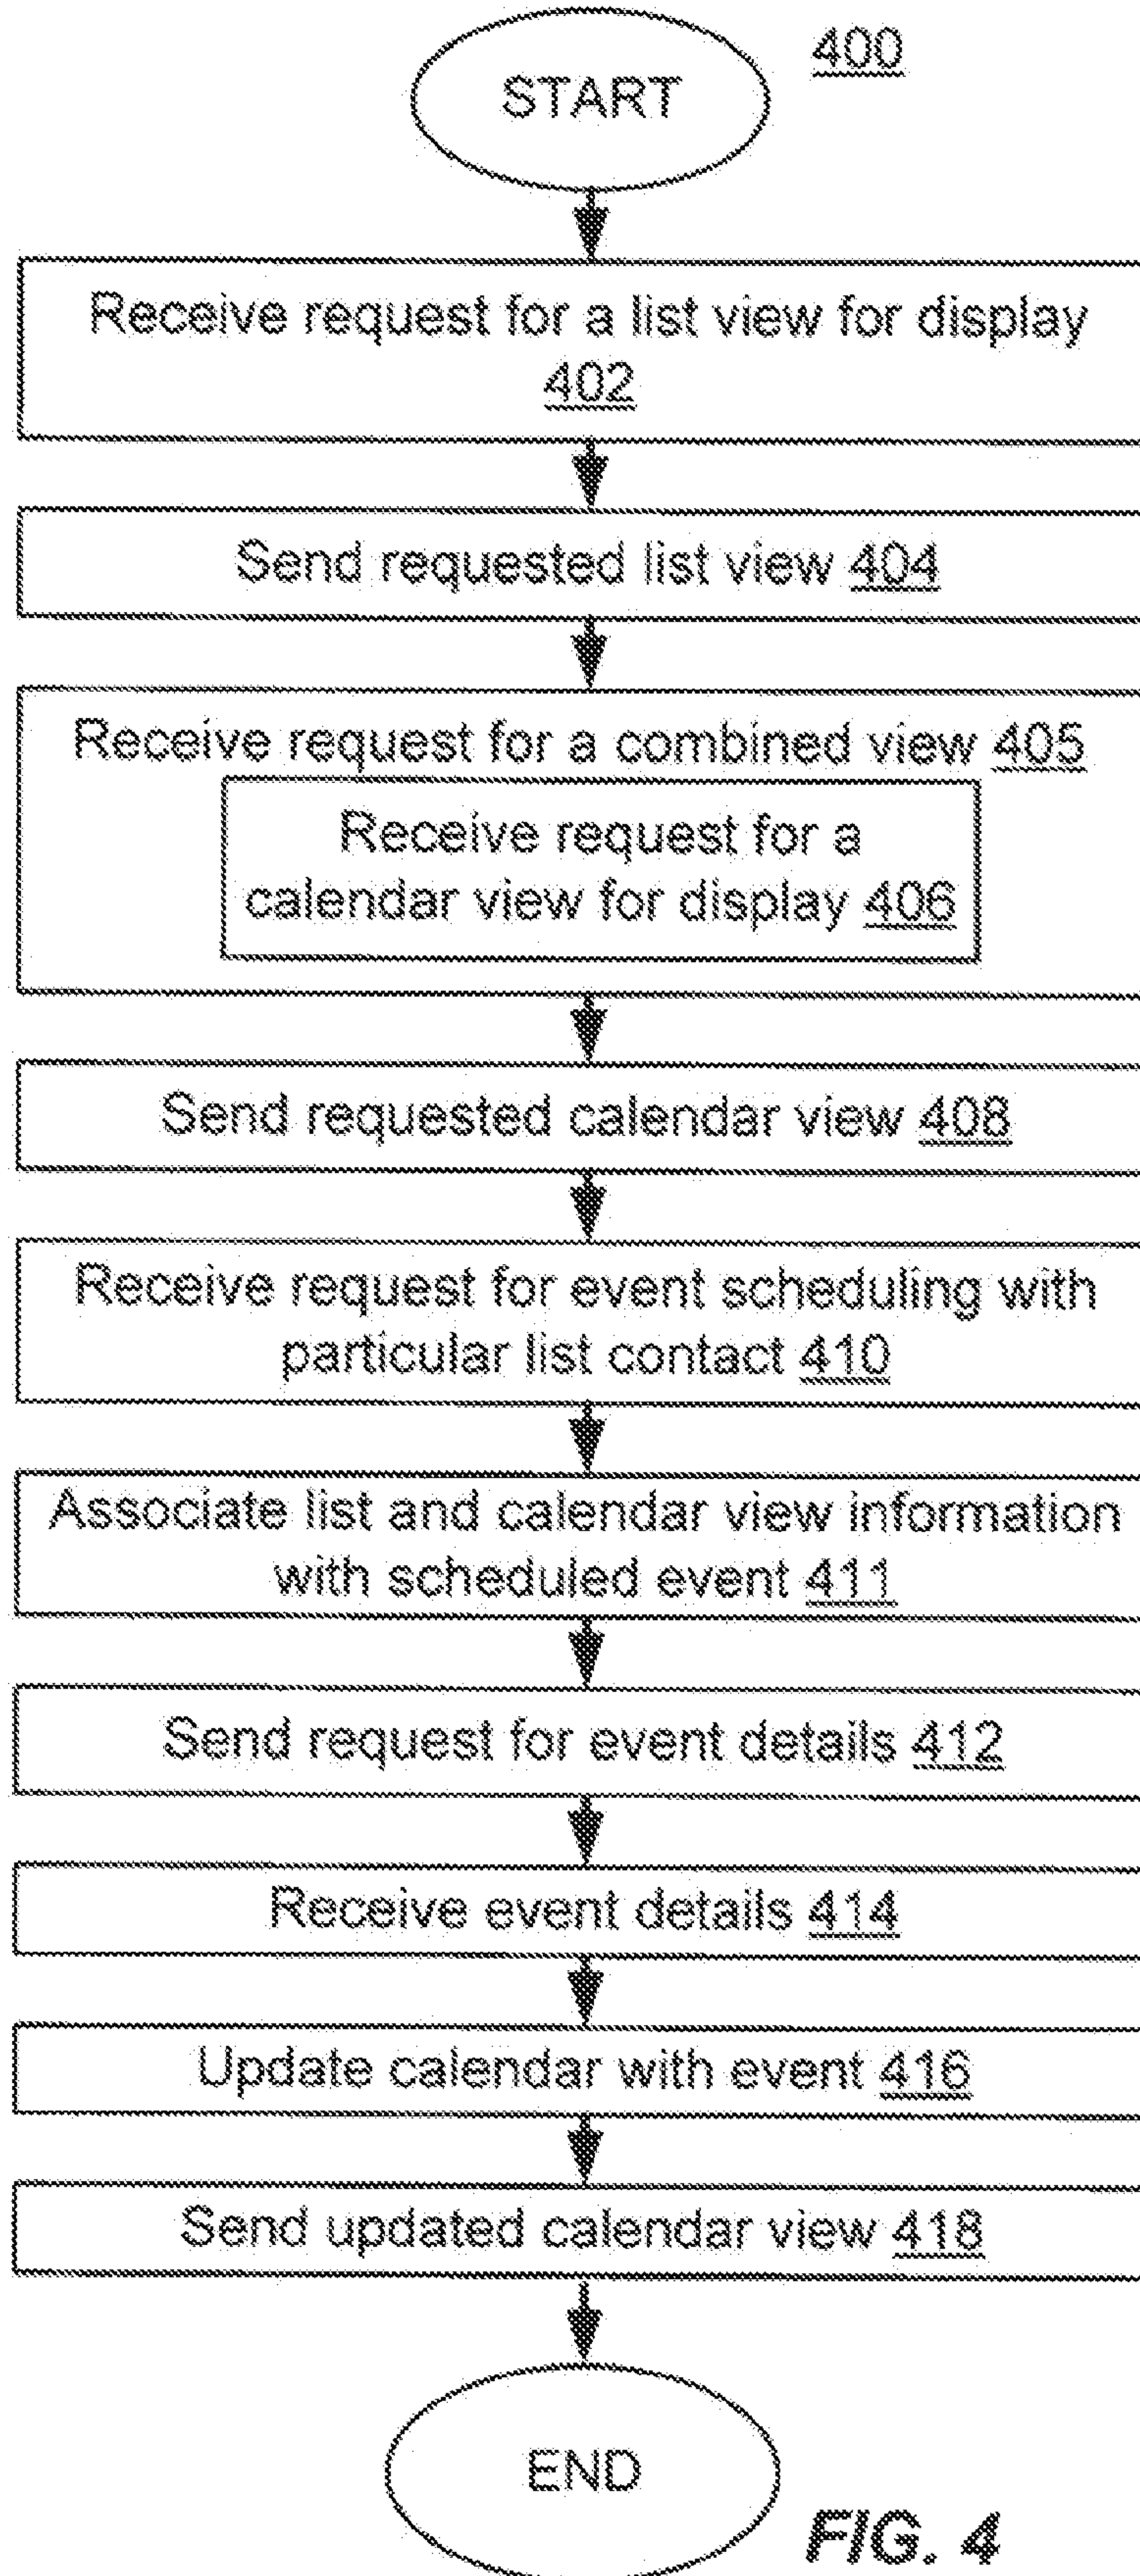 400
START
Receive request for a list view for display
402
Send requested list view 404
Receive request for a combined view 405
Receive request for a
calendar view for display 406
Send requested calendar view 408
Receive request for event scheduling with
particular list contact 410
Associate list and calendar view information
with scheduled event 411
Send request for event details 412
Receive event details 414
Update calendar with event 416
Send updated calendar view 418
END
FIG. 4